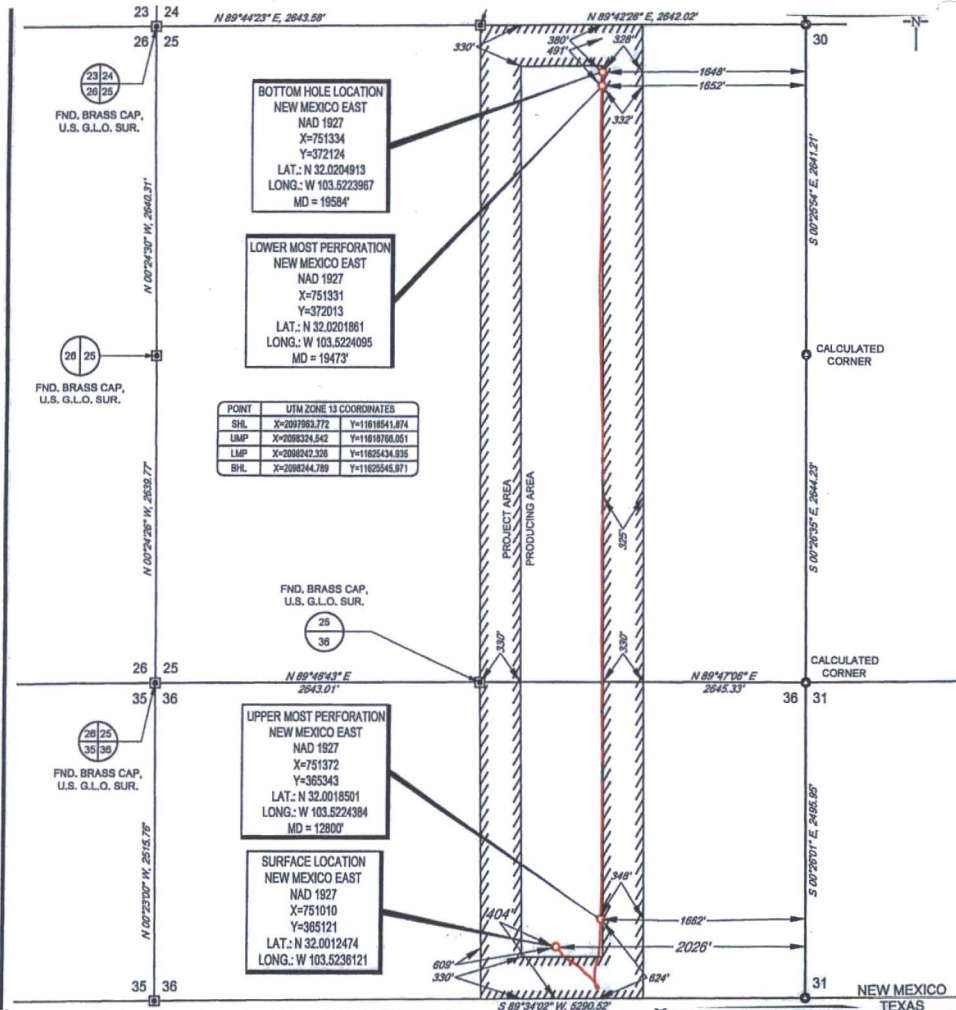 23 24
N 89°44'23" E, 2643.58'
N 89°42'28" E, 2642.02'
-N-
26 25
30
330'
380'
491'
328'
1648'
1652'
332'
23 24
26 25
FND. BRASS CAP,
U.S. G.L.O. SUR.
BOTTOM HOLE LOCATION
NEW MEXICO EAST
NAD 1927
X=751334
Y=372124
LAT.: N 32.0204913
LONG.: W 103.5223967
MD = 19584'
N 00°24'30" W, 2640.31'
S 00°25'54" E, 2641.21'
LOWER MOST PERFORATION
NEW MEXICO EAST
NAD 1927
X=751331
Y=372013
LAT.: N 32.0201861
LONG.: W 103.5224095
MD = 19473'
26 25
FND. BRASS CAP,
U.S. G.L.O. SUR.
CALCULATED
CORNER
POINT UTM ZONE 13 COORDINATES
SHL X=2097963.772 Y=11618541.874
UMP X=2098324.542 Y=11618766.051
LMP X=2098242.328 Y=11625434.935
BHL X=2098244.789 Y=11625545.971
N 00°24'26" W, 2639.77'
PROJECT AREA
PRODUCING AREA
325'
S 00°26'35" E, 2644.23'
FND. BRASS CAP,
U.S. G.L.O. SUR.
25
36
330'
330'
26 25
N 89°46'43" E
2643.01'
N 89°47'06" E
2645.33'
CALCULATED
CORNER
35 36
36 31
26 25
35 36
FND. BRASS CAP,
U.S. G.L.O. SUR.
UPPER MOST PERFORATION
NEW MEXICO EAST
NAD 1927
X=751372
Y=365343
LAT.: N 32.0018501
LONG.: W 103.5224384
MD = 12800'
N 00°23'00" W, 2515.76'
S 00°26'01" E, 2495.95'
SURFACE LOCATION
NEW MEXICO EAST
NAD 1927
X=751010
Y=365121
LAT.: N 32.0012474
LONG.: W 103.5236121
348'
404'
1662'
2026'
609'
330'
624'
35 36
31
S 89°34'02" W, 5290.52'
NEW MEXICO
TEXAS